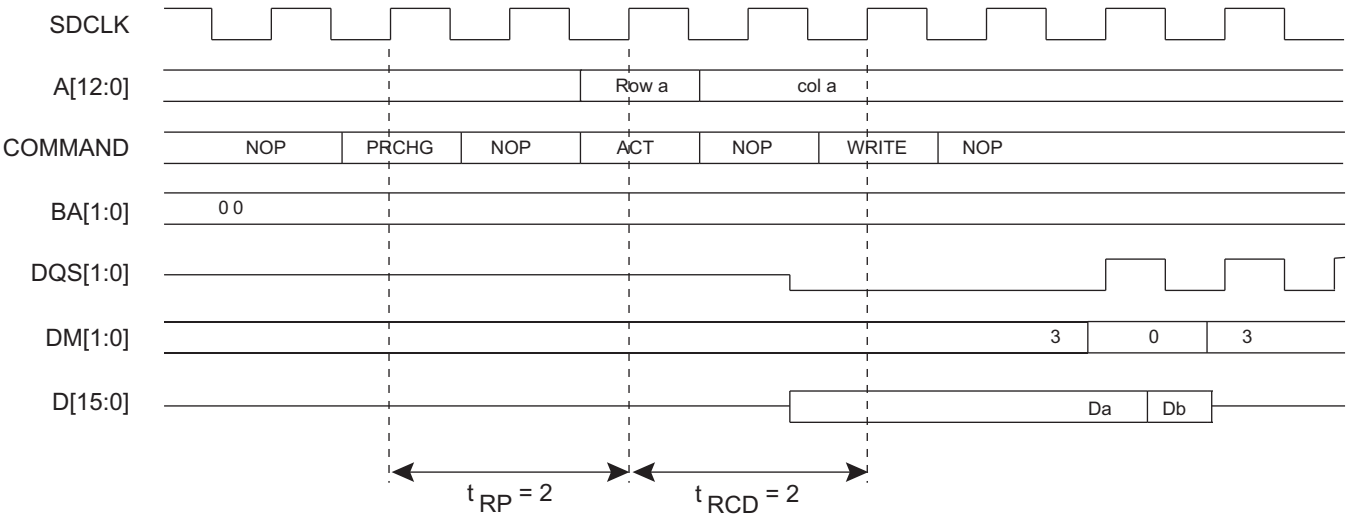 SDCLK
A[12:0] Row a col a
COMMAND NOP PRCHG NOP ACT NOP WRITE NOP
BA[1:0] 0 0
DQS[1:0]
DM[1:0] 3 0 3
D[15:0] Da Db
t RP = 2 t RCD = 2